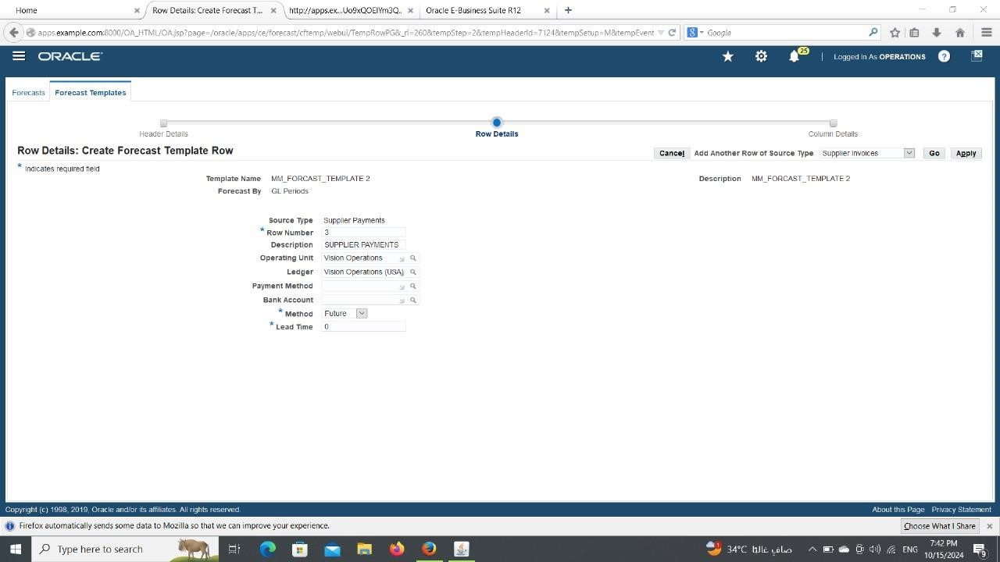 Home
Row Details: Create Forecast T...
http://apps.ex...Uo9xQOEIYm3Q..
Oracle E-Business Suite R12
apps.example.com:8000/OA_HTML/OA.jsp?page=/oracle/apps/ce/forecast/cftemp/webui/TempRowPG&_ri=260&tempStep=2&tempHeaderId=7124&tempSetup=M&tempEvent
Google
ORACLE
25
Logged In As OPERATIONS
?
Forecasts
Forecast Templates
Header Details
Row Details
Column Details
Row Details: Create Forecast Template Row
Cancel
Add Another Row of Source Type
Supplier Invoices
Go
Apply
* Indicates required field
Template Name MM_FORCAST_TEMPLATE 2
Description MM_FORCAST_TEMPLATE 2
Forecast By GL Periods
Source Type Supplier Payments
* Row Number 3
Description SUPPLIER PAYMENTS
Operating Unit Vision Operations
Ledger Vision Operations (USA)
Payment Method
Bank Account
* Method Future
* Lead Time 0
Copyright (c) 1998, 2019, Oracle and/or its affiliates. All rights reserved.
About this Page Privacy Statement
Firefox automatically sends some data to Mozilla so that we can improve your experience.
Choose What I Share
Type here to search
1
34°C صافٍ غالبًا
ENG
7:42 PM
10/15/2024
9